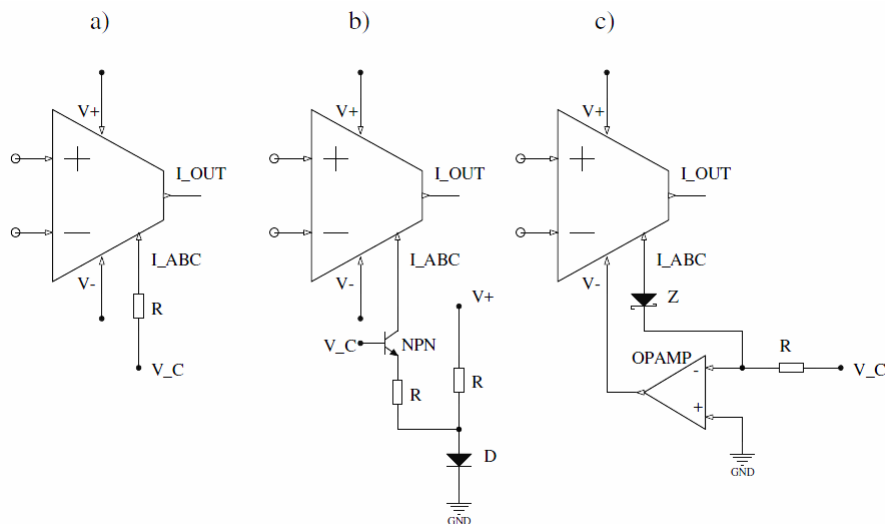 a)
b)
c)
V+
+
I_OUT
−
I_ABC
V-
R
V_C
V+
+
I_OUT
−
I_ABC
V-
V+
V_C
NPN
R
R
D
GND
V+
+
I_OUT
−
I_ABC
V-
Z
OPAMP
R
-
V_C
+
GND